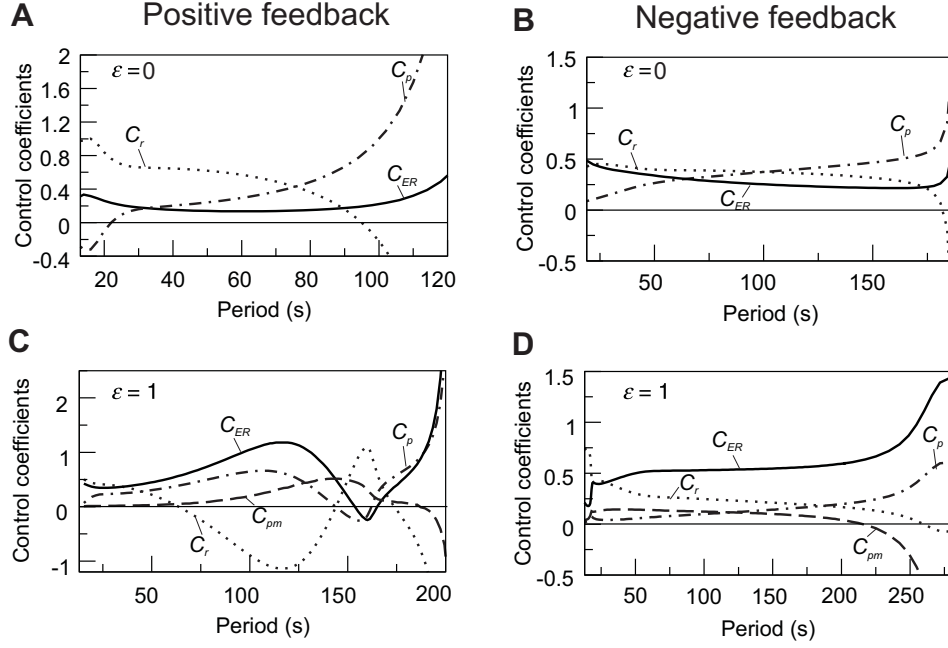 A Positive feedback
B Negative feedback
2
1.6
1.2
0.8
0.4
0
-0.4
Control coefficients
ε = 0
C_p
C_r
C_ER
20 40 60 80 100 120
Period (s)
1.5
1
0.5
0
-0.5
Control coefficients
ε = 0
C_p
C_r
C_ER
50 100 150
Period (s)
C
2
1
0
-1
Control coefficients
ε = 1
C_ER
C_p
C_pm
C_r
50 100 150 200
Period (s)
D
1.5
1
0.5
0
-0.5
Control coefficients
ε = 1
C_ER
C_p
C_r
C_pm
50 100 150 200 250
Period (s)